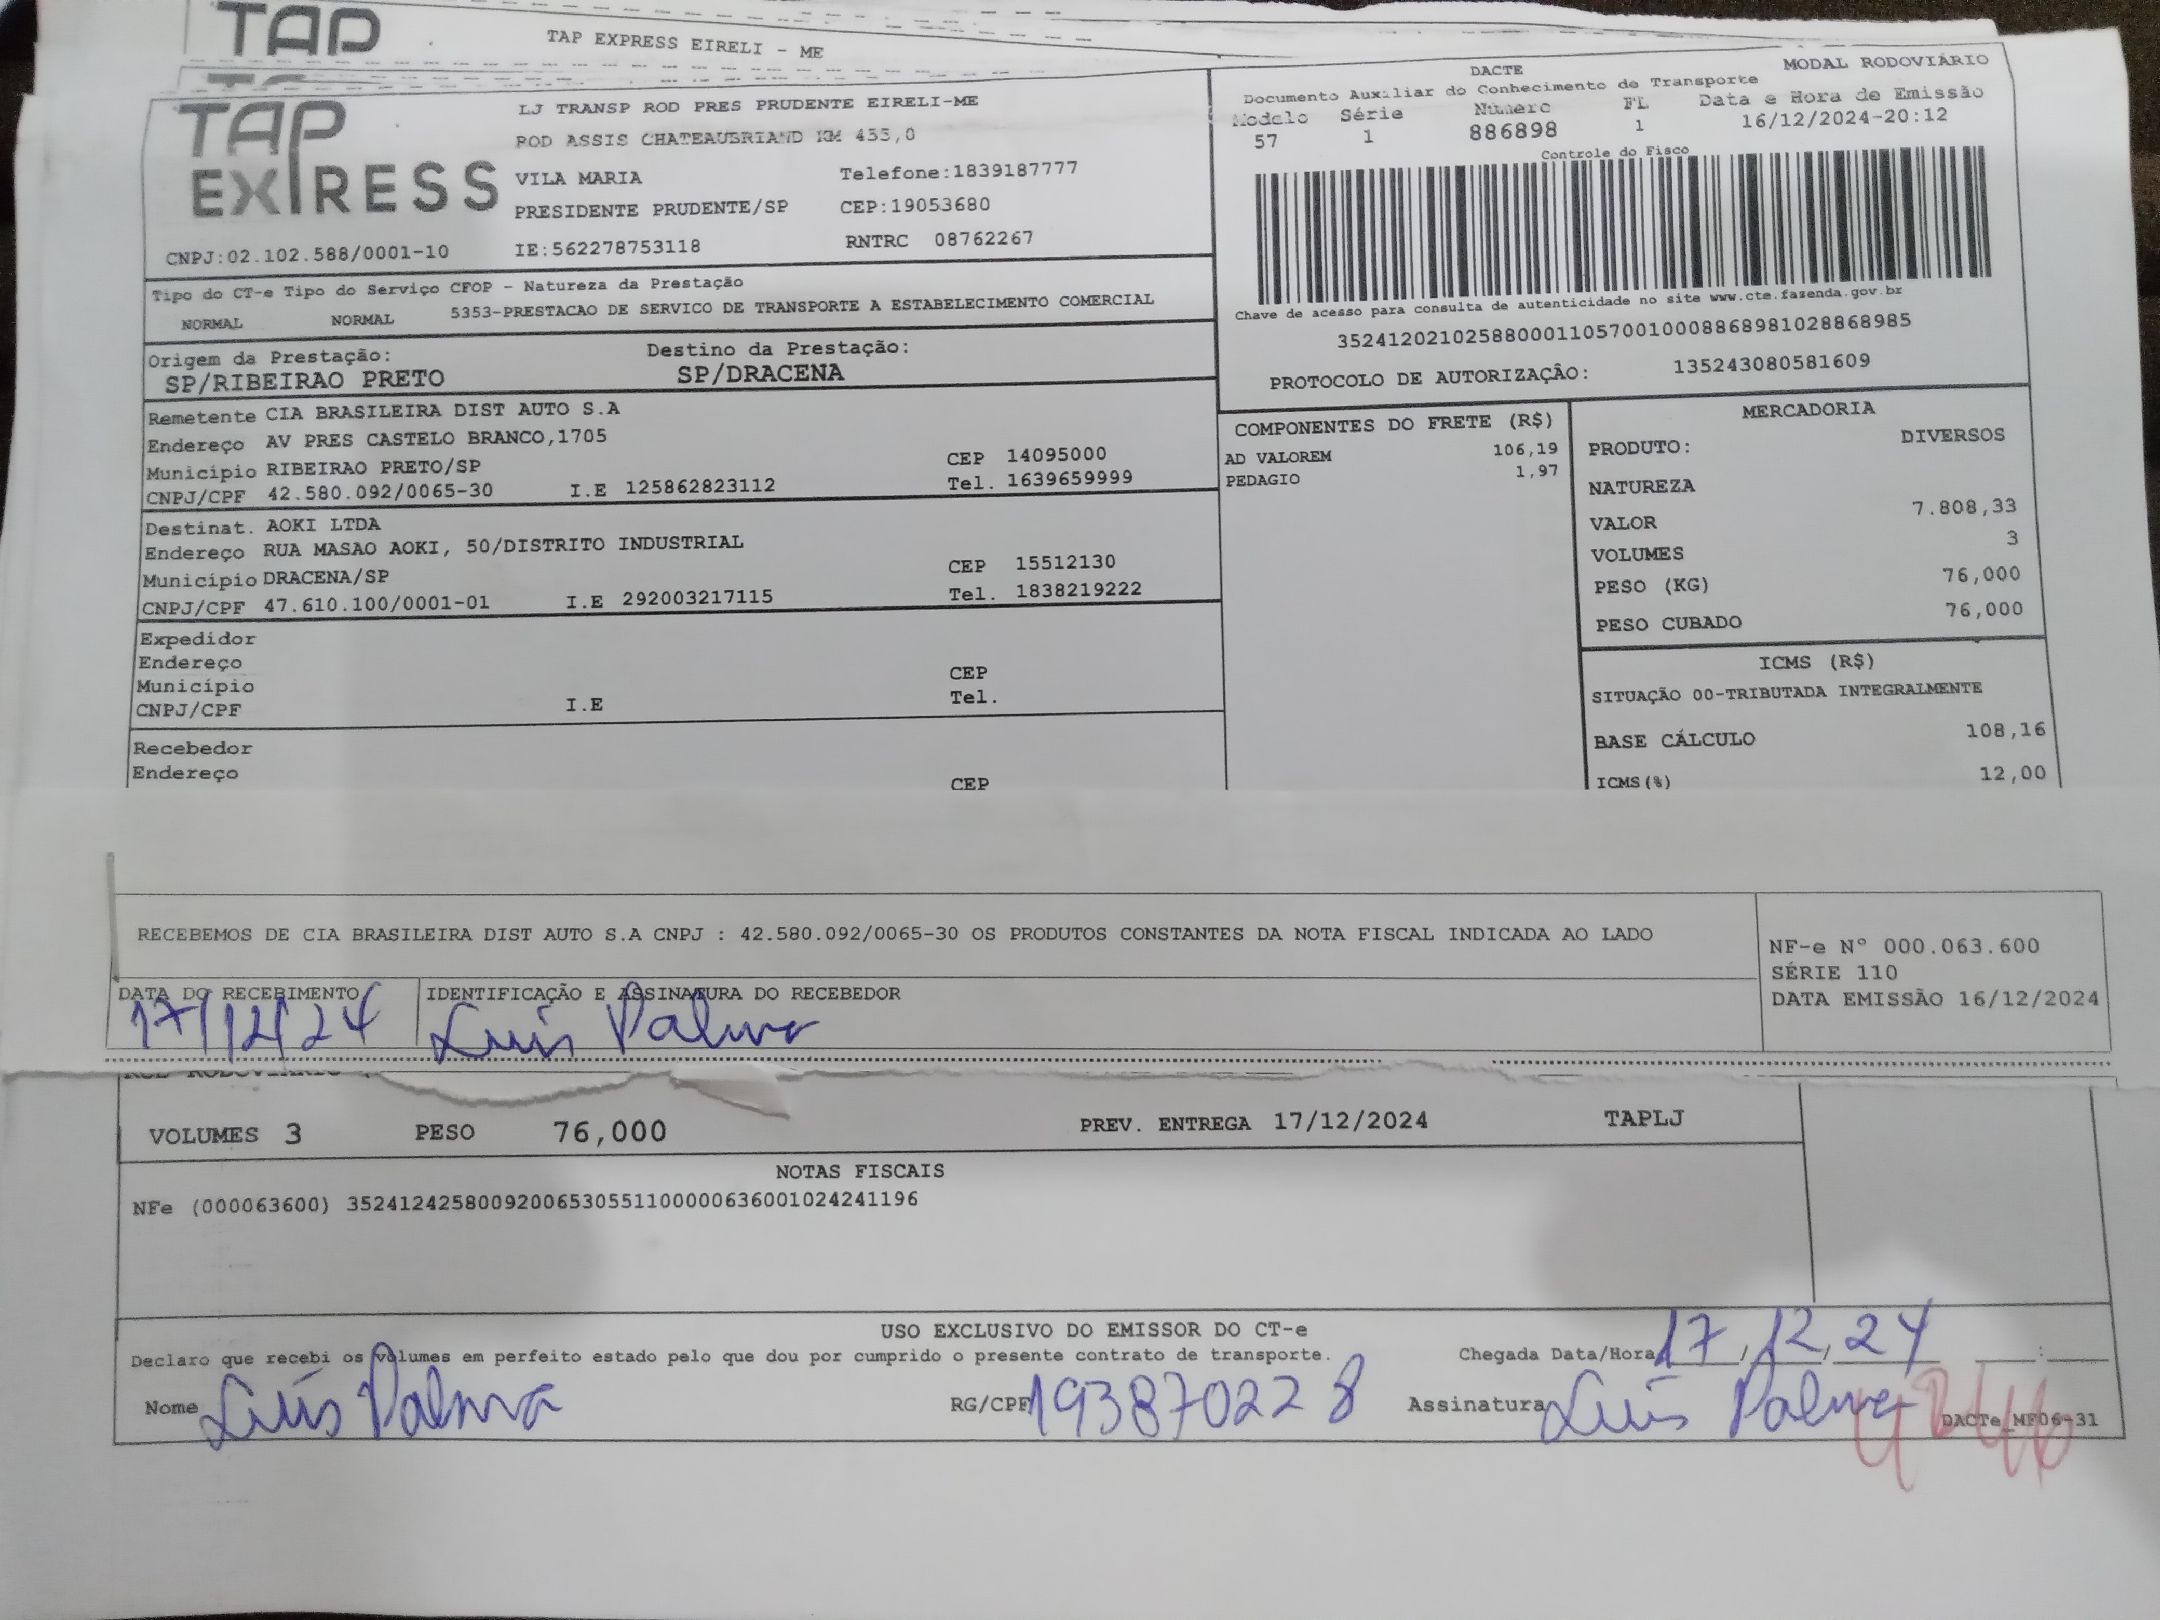 TAP
TAP EXPRESS EIRELI - ME
TAP
EXPRESS
LJ TRANSP ROD PRES PRUDENTE EIRELI-ME
ROD ASSIS CHATEAUBRIAND KM 455,0
VILA MARIA Telefone:1839187777
PRESIDENTE PRUDENTE/SP CEP:19053680
CNPJ:02.102.588/0001-10 IE:562278753118 RNTRC 08762267
DACTE MODAL RODOVIÁRIO
Documento Auxiliar do Conhecimento de Transporte
Modelo Série Número FL Data e Hora de Emissão
57 1 886898 1 16/12/2024-20:12
Controle do Fisco
Chave de acesso para consulta de autenticidade no site www.cte.fazenda.gov.br
35241202102588000110570010008868981028868985
PROTOCOLO DE AUTORIZAÇÃO: 135243080581609
Tipo do CT-e Tipo do Serviço CFOP - Natureza da Prestação
NORMAL NORMAL 5353-PRESTACAO DE SERVICO DE TRANSPORTE A ESTABELECIMENTO COMERCIAL
Origem da Prestação: Destino da Prestação:
SP/RIBEIRAO PRETO SP/DRACENA
Remetente CIA BRASILEIRA DIST AUTO S.A
Endereço AV PRES CASTELO BRANCO,1705
Município RIBEIRAO PRETO/SP CEP 14095000
CNPJ/CPF 42.580.092/0065-30 I.E 125862823112 Tel. 1639659999
Destinat. AOKI LTDA
Endereço RUA MASAO AOKI, 50/DISTRITO INDUSTRIAL
Município DRACENA/SP CEP 15512130
CNPJ/CPF 47.610.100/0001-01 I.E 292003217115 Tel. 1838219222
Expedidor
Endereço
Município CEP
CNPJ/CPF I.E Tel.
Recebedor
Endereço CEP
COMPONENTES DO FRETE (R$)
AD VALOREM 106,19
PEDAGIO 1,97
MERCADORIA
PRODUTO: DIVERSOS
NATUREZA
VALOR 7.808,33
VOLUMES 3
PESO (KG) 76,000
PESO CUBADO 76,000
ICMS (R$)
SITUAÇÃO 00-TRIBUTADA INTEGRALMENTE
BASE CÁLCULO 108,16
ICMS(%) 12,00
RECEBEMOS DE CIA BRASILEIRA DIST AUTO S.A CNPJ : 42.580.092/0065-30 OS PRODUTOS CONSTANTES DA NOTA FISCAL INDICADA AO LADO
NF-e Nº 000.063.600
SÉRIE 110
DATA EMISSÃO 16/12/2024
DATA DO RECEBIMENTO IDENTIFICAÇÃO E ASSINATURA DO RECEBEDOR
17/12/24 Luís Palma
VOLUMES 3 PESO 76,000 PREV. ENTREGA 17/12/2024 TAPLJ
NOTAS FISCAIS
NFe (000063600) 35241242580092006530551100000636001024241196
USO EXCLUSIVO DO EMISSOR DO CT-e
Declaro que recebi os volumes em perfeito estado pelo que dou por cumprido o presente contrato de transporte. Chegada Data/Hora 17/12/24 :
Nome Luís Palma RG/CPF 193870228 Assinatura Luís Palma
DACTe_MF06-31